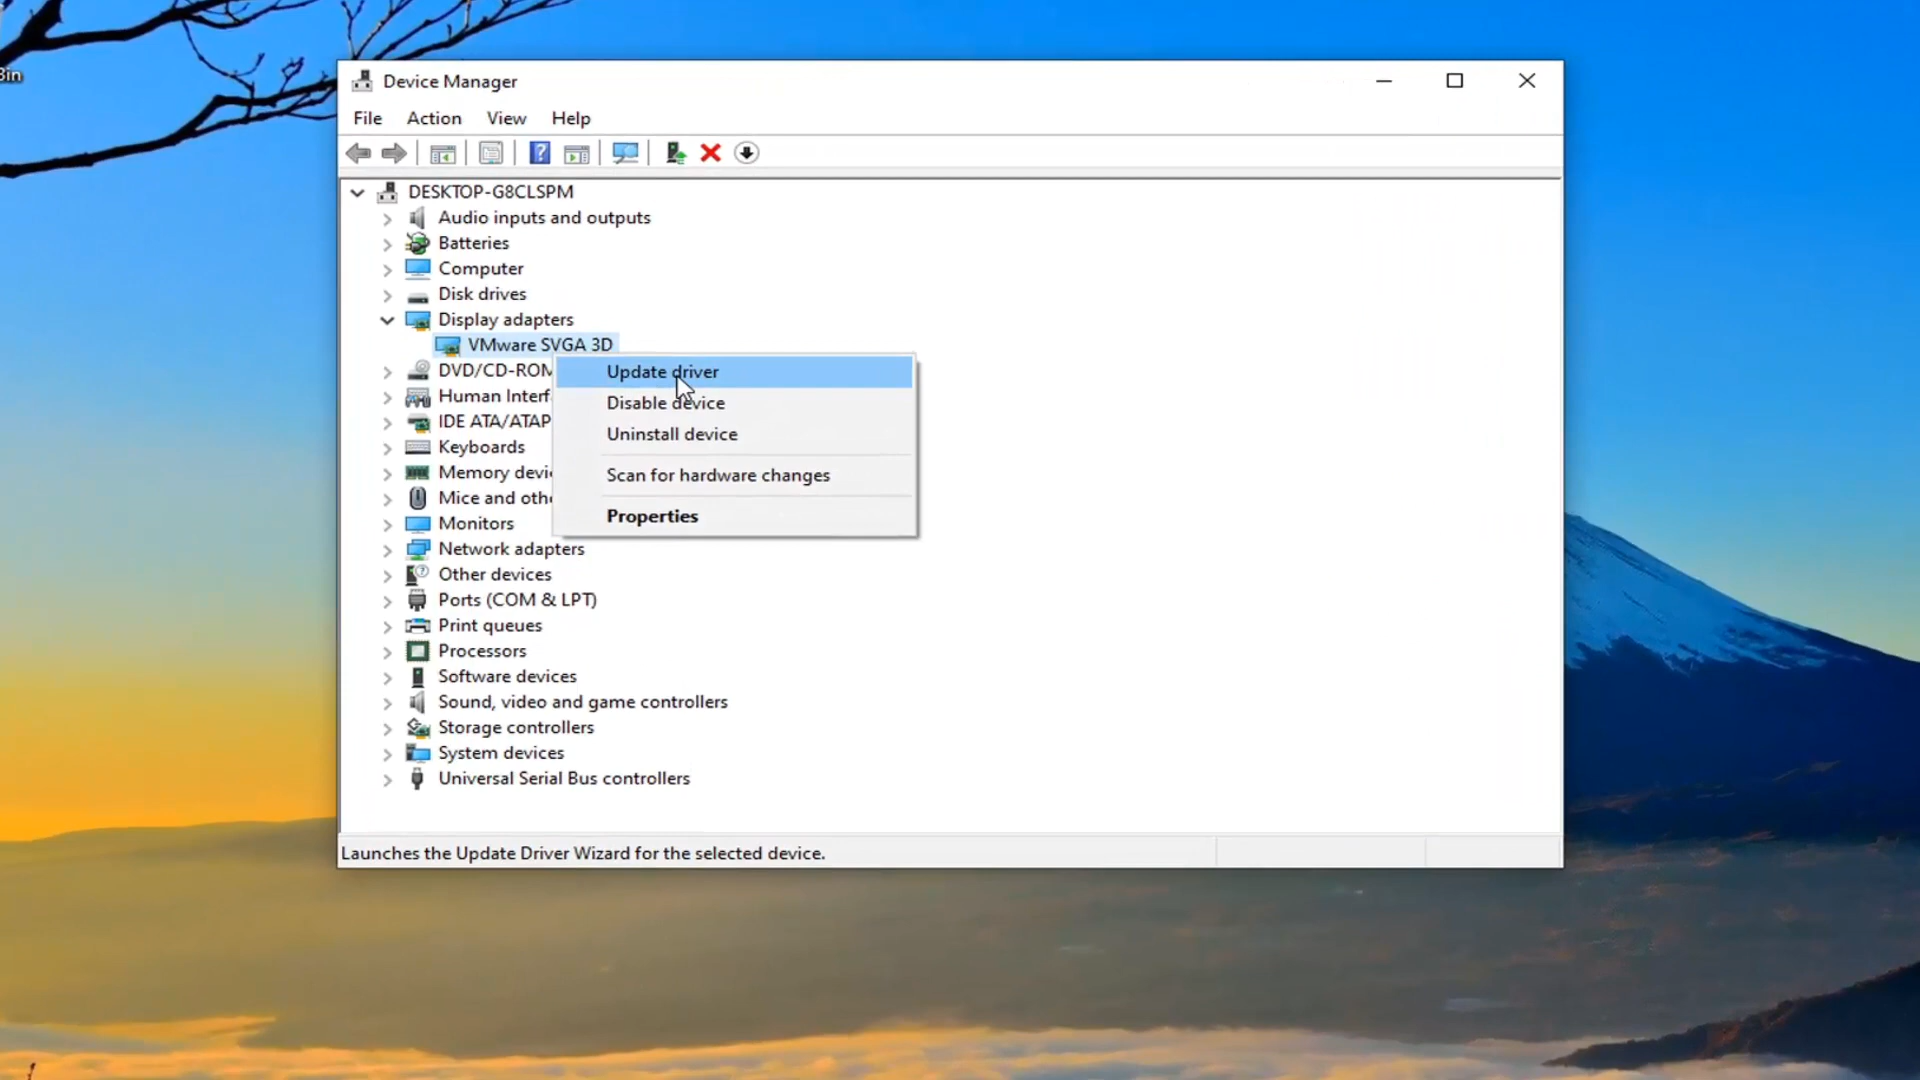 Bin
Device Manager
File Action View Help
DESKTOP-G8CLSPM
Audio inputs and outputs
Batteries
Computer
Disk drives
Display adapters
VMware SVGA 3D
DVD/CD-ROM
Update driver
Human Interf
Disable device
IDE ATA/ATAP
Uninstall device
Keyboards
Memory devi
Scan for hardware changes
Mice and othe
Properties
Monitors
Network adapters
Other devices
Ports (COM & LPT)
Print queues
Processors
Software devices
Sound, video and game controllers
Storage controllers
System devices
Universal Serial Bus controllers
Launches the Update Driver Wizard for the selected device.